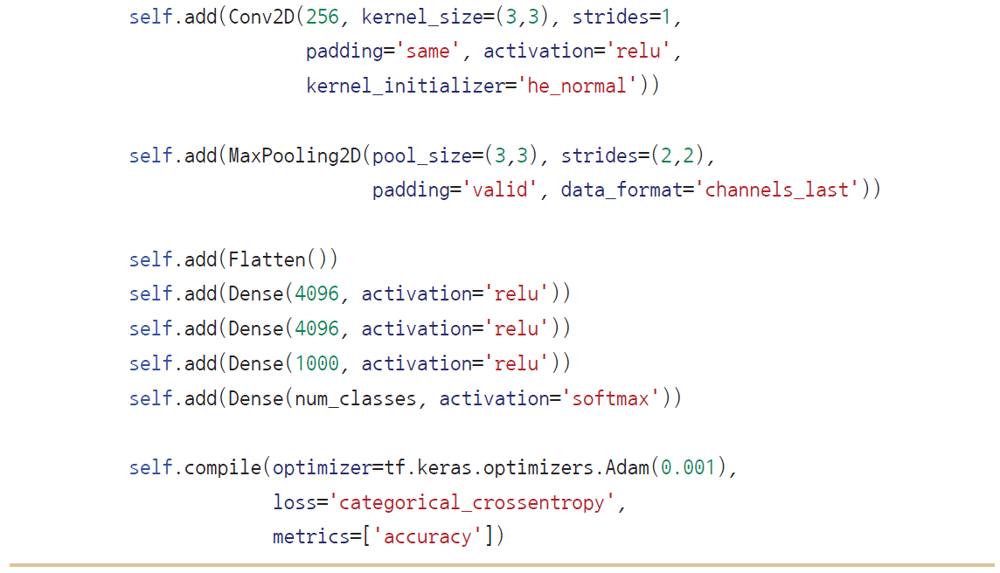 self.add(Conv2D(256, kernel_size=(3,3), strides=1,
padding='same', activation='relu',
kernel_initializer='he_normal'))
self.add(MaxPooling2D(pool_size=(3,3), strides=(2,2),
padding='valid', data_format='channels_last'))
self.add(Flatten())
self.add(Dense(4096, activation='relu'))
self.add(Dense(4096, activation='relu'))
self.add(Dense(1000, activation='relu'))
self.add(Dense(num_classes, activation='softmax'))
self.compile(optimizer=tf.keras.optimizers.Adam(0.001),
loss='categorical_crossentropy',
metrics=['accuracy'])